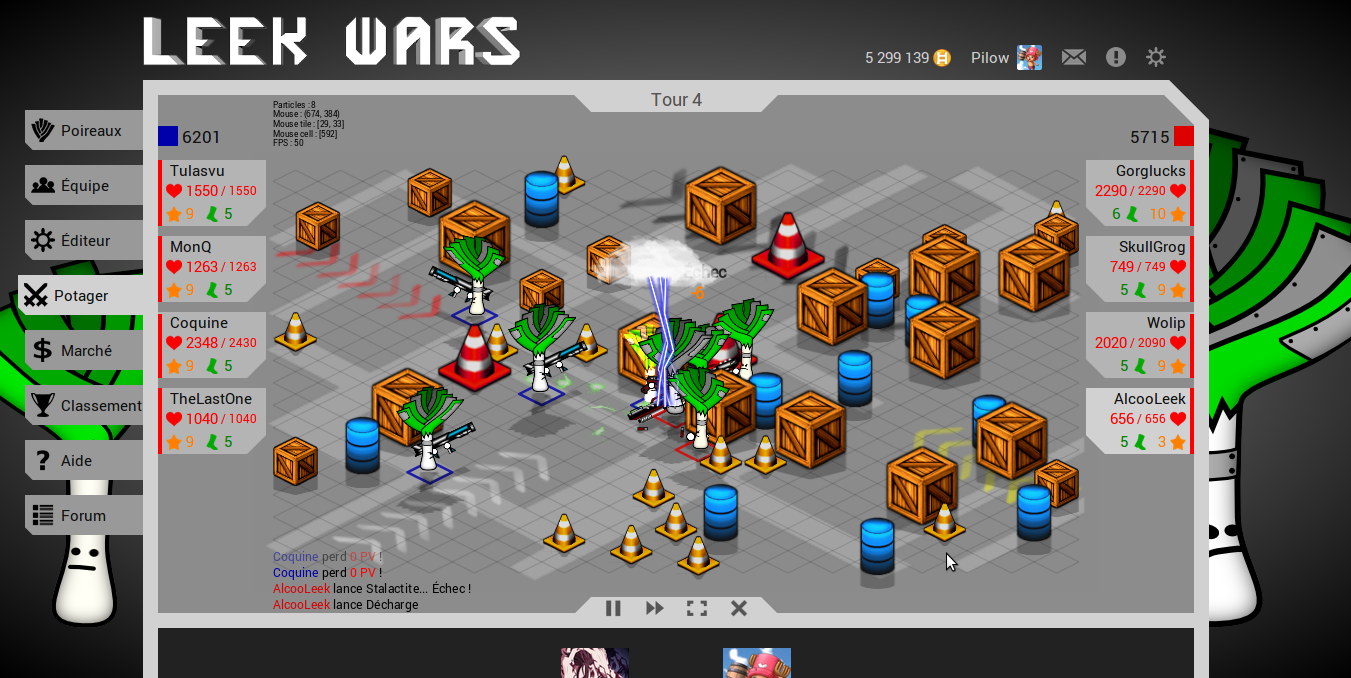 LEEK WARS
5 299 139
Pilow
Tour 4
Particles : 8
Mouse : (674, 384)
Mouse tile : [29, 33]
Mouse cell : [592]
FPS : 50
6201
5715
Poireaux
Équipe
Éditeur
Potager
Marché
Classement
Aide
Forum
Tulasvu
1550 / 1550
9 5
MonQ
1263 / 1263
9 5
Coquine
2348 / 2430
9 5
TheLastOne
1040 / 1040
9 5
Gorglucks
2290 / 2290
6 10
SkullGrog
749 / 749
5 9
Wolip
2020 / 2090
5 9
AlcooLeek
656 / 656
5 3
Coquine perd 0 PV !
Coquine perd 0 PV !
AlcooLeek lance Stalactite... Échec !
AlcooLeek lance Décharge